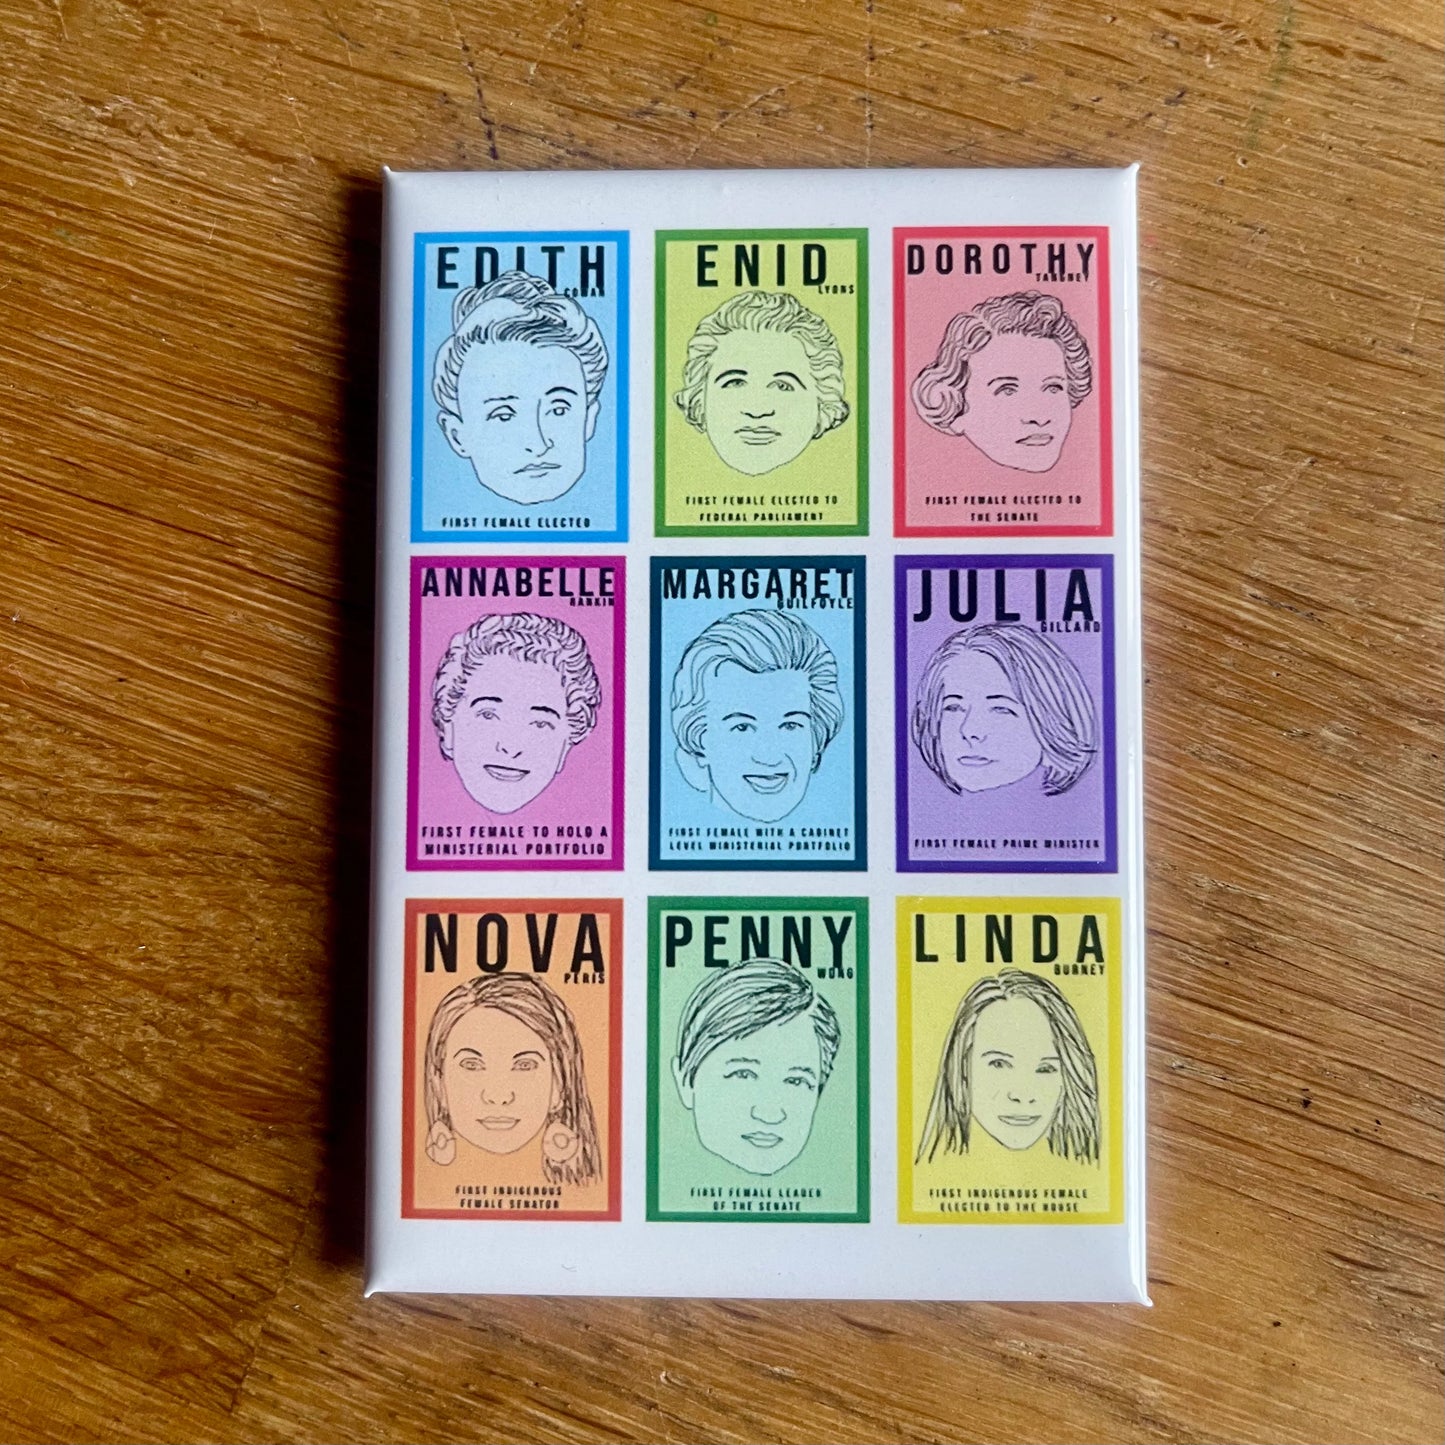 EDITH
COWAN
FIRST FEMALE ELECTED
ENID
LYONS
FIRST FEMALE ELECTED TO
FEDERAL PARLIAMENT
DOROTHY
TANGNEY
FIRST FEMALE ELECTED TO
THE SENATE
ANNABELLE
RANKIN
FIRST FEMALE TO HOLD A
MINISTERIAL PORTFOLIO
MARGARET
GUILFOYLE
FIRST FEMALE WITH A CABINET
LEVEL MINISTERIAL PORTFOLIO
JULIA
GILLARD
FIRST FEMALE PRIME MINISTER
NOVA
PERIS
FIRST INDIGENOUS
FEMALE SENATOR
PENNY
WONG
FIRST FEMALE LEADER
OF THE SENATE
LINDA
BURNEY
FIRST INDIGENOUS FEMALE
ELECTED TO THE HOUSE